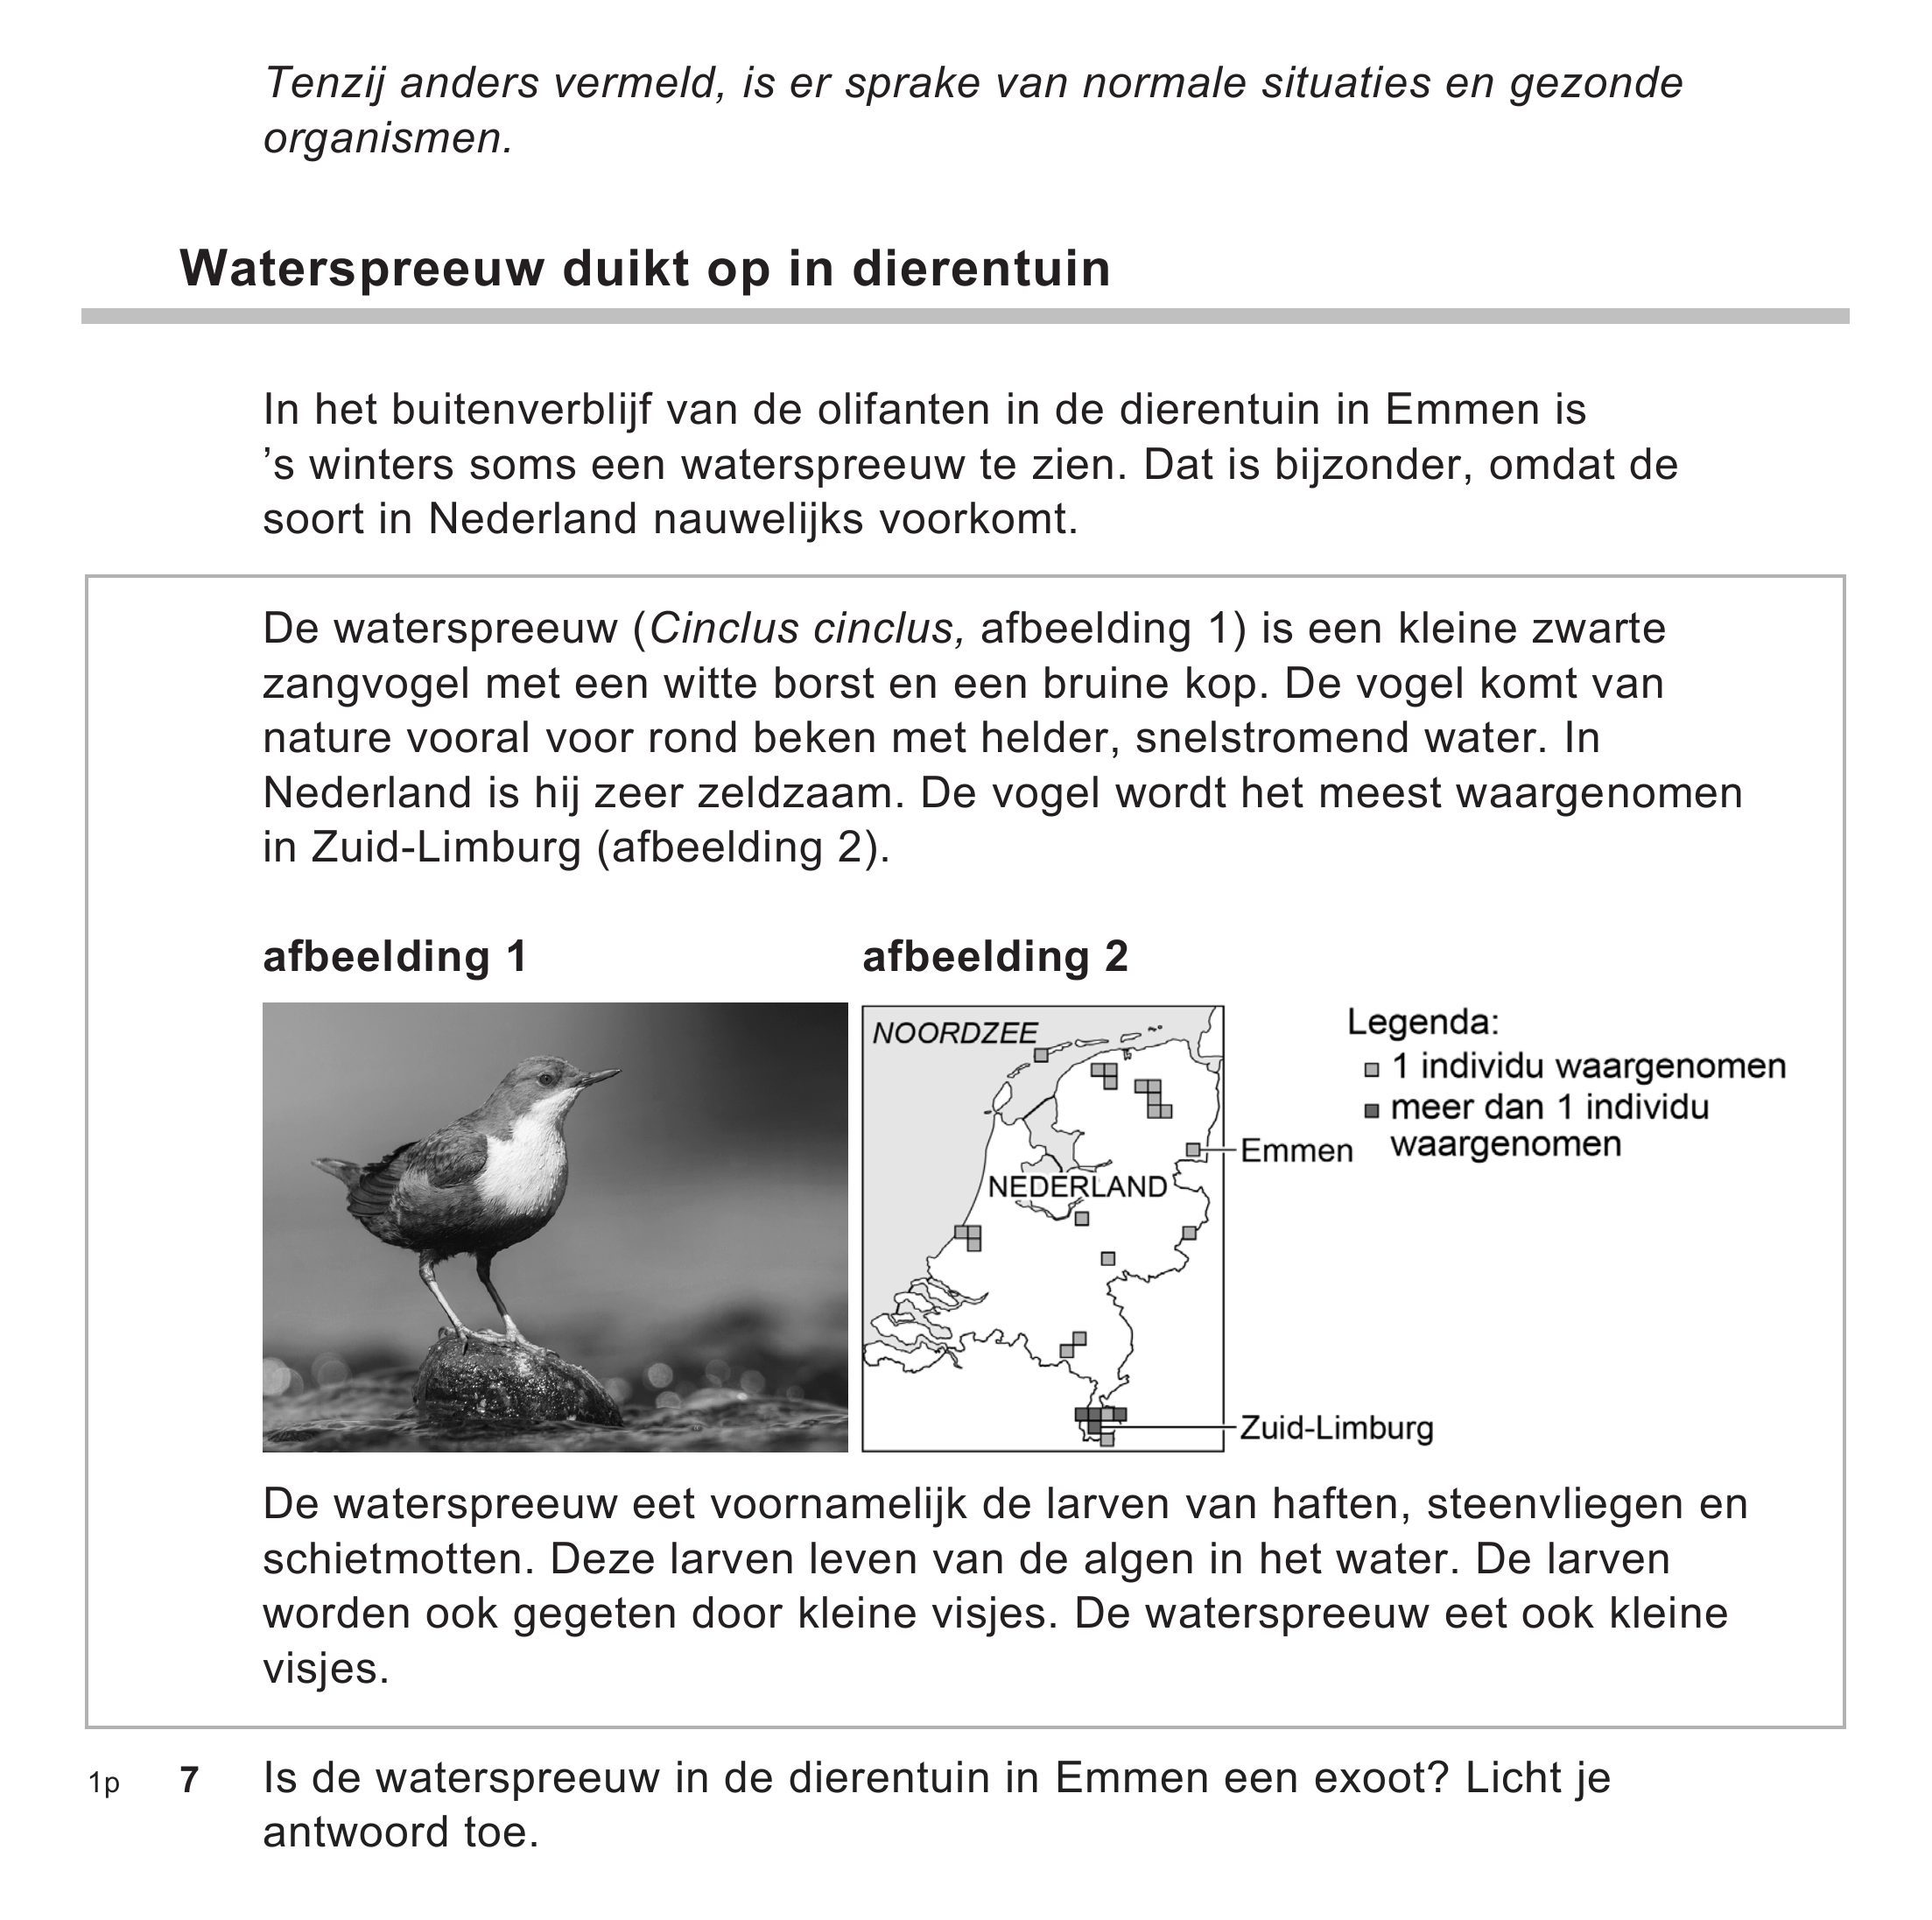 Tenzij anders vermeld, is er sprake van normale situaties en gezonde
organismen.
Waterspreeuw duikt op in dierentuin
In het buitenverblijf van de olifanten in de dierentuin in Emmen is
’s winters soms een waterspreeuw te zien. Dat is bijzonder, omdat de
soort in Nederland nauwelijks voorkomt.
De waterspreeuw (Cinclus cinclus, afbeelding 1) is een kleine zwarte
zangvogel met een witte borst en een bruine kop. De vogel komt van
nature vooral voor rond beken met helder, snelstromend water. In
Nederland is hij zeer zeldzaam. De vogel wordt het meest waargenomen
in Zuid-Limburg (afbeelding 2).
afbeelding 1
afbeelding 2
NOORDZEE
NEDERLAND
Emmen
Zuid-Limburg
Legenda:
1 individu waargenomen
meer dan 1 individu
waargenomen
De waterspreeuw eet voornamelijk de larven van haften, steenvliegen en
schietmotten. Deze larven leven van de algen in het water. De larven
worden ook gegeten door kleine visjes. De waterspreeuw eet ook kleine
visjes.
1p 7 Is de waterspreeuw in de dierentuin in Emmen een exoot? Licht je
antwoord toe.